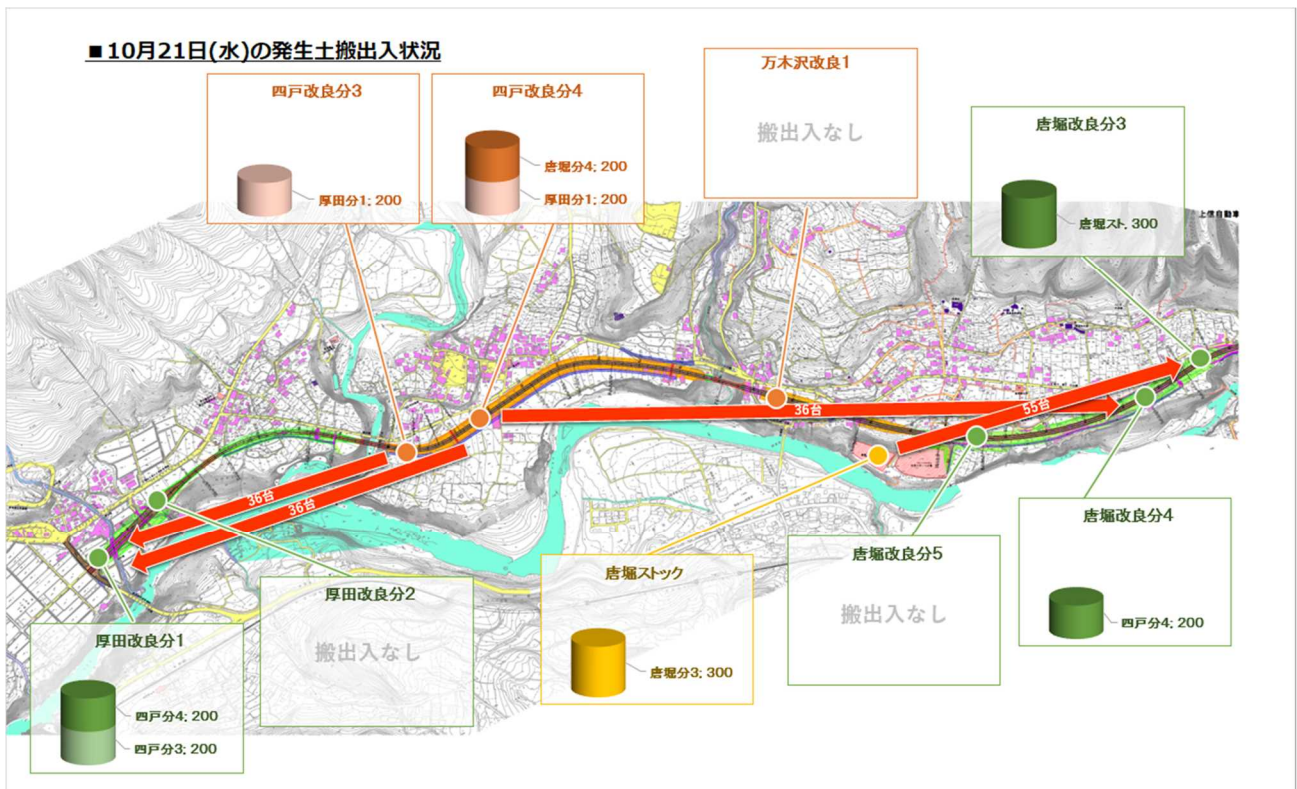 ■10月21日(水)の発生土搬出入状況
四戸改良分3
厚田分1; 200
四戸改良分4
唐堀分4; 200
厚田分1; 200
万木沢改良1
搬出入なし
唐堀改良分3
唐堀スト, 300
上信自動車
36台
55台
36台
36台
唐堀改良分4
四戸分4; 200
唐堀改良分5
搬出入なし
唐堀ストック
唐堀分3; 300
厚田改良分2
搬出入なし
厚田改良分1
四戸分4; 200
四戸分3; 200